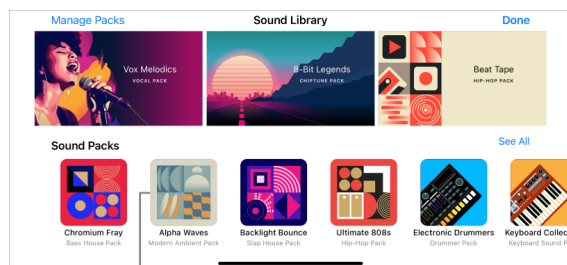 Manage Packs Sound Library Done
Vox Melodics
VOCAL PACK
8-Bit Legends
CHIPTUNE PACK
Beat Tape
HIP-HOP PACK
Sound Packs See All
Chromium Fray Alpha Waves Backlight Bounce Ultimate 808s Electronic Drummers Keyboard Collec
Bass House Pack Modern Ambient Pack Slap House Pack Hip-Hop Pack Drummer Pack Keyboard Sound P